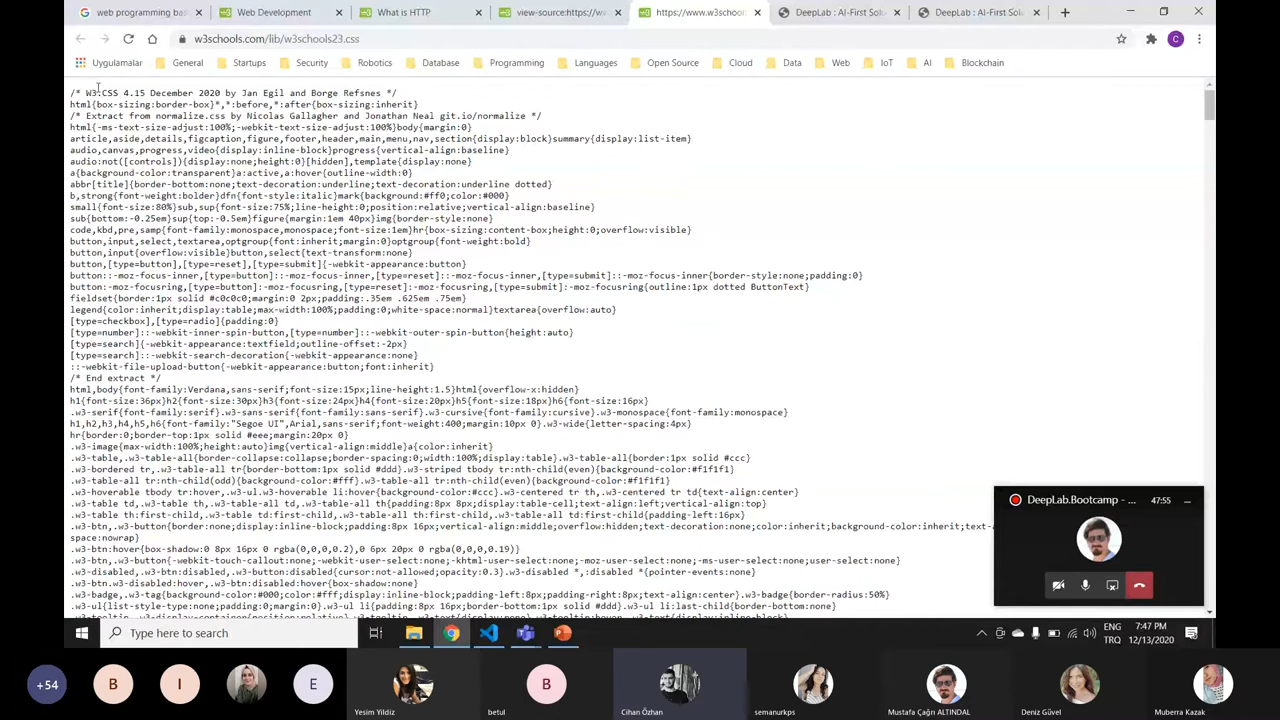 web programming bas
Web Development
What is HTTP
view-source:https://w
https://www.w3school
DeepLab : AI-First Solu
DeepLab : AI-First Solu
w3schools.com/lib/w3schools23.css
C
Uygulamalar
General
Startups
Security
Robotics
Database
Programming
Languages
Open Source
Cloud
Data
Web
IoT
AI
Blockchain
/* W3.CSS 4.15 December 2020 by Jan Egil and Borge Refsnes */
html{box-sizing:border-box}*,*:before,*:after{box-sizing:inherit}
/* Extract from normalize.css by Nicolas Gallagher and Jonathan Neal git.io/normalize */
html{-ms-text-size-adjust:100%;-webkit-text-size-adjust:100%}body{margin:0}
article,aside,details,figcaption,figure,footer,header,main,menu,nav,section{display:block}summary{display:list-item}
audio,canvas,progress,video{display:inline-block}progress{vertical-align:baseline}
audio:not([controls]){display:none;height:0}[hidden],template{display:none}
a{background-color:transparent}a:active,a:hover{outline-width:0}
abbr[title]{border-bottom:none;text-decoration:underline;text-decoration:underline dotted}
b,strong{font-weight:bolder}dfn{font-style:italic}mark{background:#ff0;color:#000}
small{font-size:80%}sub,sup{font-size:75%;line-height:0;position:relative;vertical-align:baseline}
sub{bottom:-0.25em}sup{top:-0.5em}figure{margin:1em 40px}img{border-style:none}
code,kbd,pre,samp{font-family:monospace,monospace;font-size:1em}hr{box-sizing:content-box;height:0;overflow:visible}
button,input,select,textarea,optgroup{font:inherit;margin:0}optgroup{font-weight:bold}
button,input{overflow:visible}button,select{text-transform:none}
button,[type=button],[type=reset],[type=submit]{-webkit-appearance:button}
button::-moz-focus-inner,[type=button]::-moz-focus-inner,[type=reset]::-moz-focus-inner,[type=submit]::-moz-focus-inner{border-style:none;padding:0}
button:-moz-focusring,[type=button]:-moz-focusring,[type=reset]:-moz-focusring,[type=submit]:-moz-focusring{outline:1px dotted ButtonText}
fieldset{border:1px solid #c0c0c0;margin:0 2px;padding:.35em .625em .75em}
legend{color:inherit;display:table;max-width:100%;padding:0;white-space:normal}textarea{overflow:auto}
[type=checkbox],[type=radio]{padding:0}
[type=number]::-webkit-inner-spin-button,[type=number]::-webkit-outer-spin-button{height:auto}
[type=search]{-webkit-appearance:textfield;outline-offset:-2px}
[type=search]::-webkit-search-decoration{-webkit-appearance:none}
::-webkit-file-upload-button{-webkit-appearance:button;font:inherit}
/* End extract */
html,body{font-family:Verdana,sans-serif;font-size:15px;line-height:1.5}html{overflow-x:hidden}
h1{font-size:36px}h2{font-size:30px}h3{font-size:24px}h4{font-size:20px}h5{font-size:18px}h6{font-size:16px}
.w3-serif{font-family:serif}.w3-sans-serif{font-family:sans-serif}.w3-cursive{font-family:cursive}.w3-monospace{font-family:monospace}
h1,h2,h3,h4,h5,h6{font-family:"Segoe UI",Arial,sans-serif;font-weight:400;margin:10px 0}.w3-wide{letter-spacing:4px}
hr{border:0;border-top:1px solid #eee;margin:20px 0}
.w3-image{max-width:100%;height:auto}img{vertical-align:middle}a{color:inherit}
.w3-table,.w3-table-all{border-collapse:collapse;border-spacing:0;width:100%;display:table}.w3-table-all{border:1px solid #ccc}
.w3-bordered tr,.w3-table-all tr{border-bottom:1px solid #ddd}.w3-striped tbody tr:nth-child(even){background-color:#f1f1f1}
.w3-table-all tr:nth-child(odd){background-color:#fff}.w3-table-all tr:nth-child(even){background-color:#f1f1f1}
.w3-hoverable tbody tr:hover,.w3-ul.w3-hoverable li:hover{background-color:#ccc}.w3-centered tr th,.w3-centered tr td{text-align:center}
.w3-table td,.w3-table th,.w3-table-all td,.w3-table-all th{padding:8px 8px;display:table-cell;text-align:left;vertical-align:top}
.w3-table th:first-child,.w3-table td:first-child,.w3-table-all th:first-child,.w3-table-all td:first-child{padding-left:16px}
.w3-btn,.w3-button{border:none;display:inline-block;padding:8px 16px;vertical-align:middle;overflow:hidden;text-decoration:none;color:inherit;background-color:inherit;text-a
space:nowrap}
.w3-btn:hover{box-shadow:0 8px 16px 0 rgba(0,0,0,0.2),0 6px 20px 0 rgba(0,0,0,0.19)}
.w3-btn,.w3-button{-webkit-touch-callout:none;-webkit-user-select:none;-khtml-user-select:none;-moz-user-select:none;-ms-user-select:none;user-select:none}
.w3-disabled,.w3-btn:disabled,.w3-button:disabled{cursor:not-allowed;opacity:0.3}.w3-disabled *,:disabled *{pointer-events:none}
.w3-btn.w3-disabled:hover,.w3-btn:disabled:hover{box-shadow:none}
.w3-badge,.w3-tag{background-color:#000;color:#fff;display:inline-block;padding-left:8px;padding-right:8px;text-align:center}.w3-badge{border-radius:50%}
.w3-ul{list-style-type:none;padding:0;margin:0}.w3-ul li{padding:8px 16px;border-bottom:1px solid #ddd}.w3-ul li:last-child{border-bottom:none}
DeepLab.Bootcamp - ...
47:55
Type here to search
ENG
TRQ
7:47 PM
12/13/2020
+54
B
I
E
Yesim Yildiz
B
betul
Cihan Özhan
semanurkps
Mustafa Çağrı ALTINDAL
Deniz Güvel
Muberra Kazak